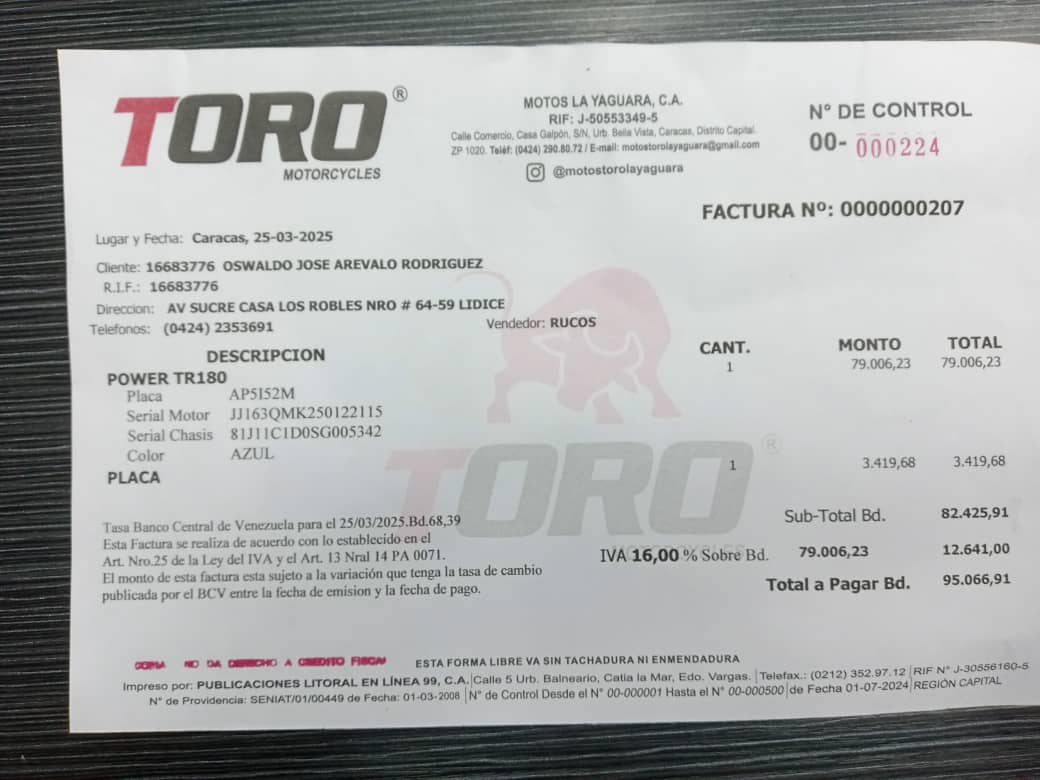 TORO®
MOTORCYCLES
MOTOS LA YAGUARA, C.A.
RIF: J-50553349-5
Calle Comercio, Casa Galpón, S/N, Urb. Bella Vista, Caracas, Distrito Capital.
ZP 1020. Teléf: (0424) 290.80.72 / E-mail: motostorolayaguara@gmail.com
@motostorolayaguara
N° DE CONTROL
00- 000224
FACTURA Nº: 0000000207
Lugar y Fecha: Caracas, 25-03-2025
Cliente: 16683776 OSWALDO JOSE AREVALO RODRIGUEZ
R.I.F.: 16683776
Direccion: AV SUCRE CASA LOS ROBLES NRO # 64-59 LIDICE
Telefonos: (0424) 2353691 Vendedor: RUCOS
DESCRIPCION CANT. MONTO TOTAL
POWER TR180 1 79.006,23 79.006,23
Placa AP5I52M
Serial Motor JJ163QMK250122115
Serial Chasis 81J11C1D0SG005342
Color AZUL
PLACA 1 3.419,68 3.419,68
TORO®
Tasa Banco Central de Venezuela para el 25/03/2025.Bd.68,39
Esta Factura se realiza de acuerdo con lo establecido en el
Art. Nro.25 de la Ley del IVA y el Art. 13 Nral 14 PA 0071.
El monto de esta factura esta sujeto a la variación que tenga la tasa de cambio
publicada por el BCV entre la fecha de emision y la fecha de pago.
Sub-Total Bd. 82.425,91
IVA 16,00 % Sobre Bd. 79.006,23 12.641,00
Total a Pagar Bd. 95.066,91
COPIA NO DA DERECHO A CREDITO FISCAL
ESTA FORMA LIBRE VA SIN TACHADURA NI ENMENDADURA
Impreso por: PUBLICACIONES LITORAL EN LÍNEA 99, C.A. Calle 5 Urb. Balneario, Catia la Mar, Edo. Vargas. Telefax.: (0212) 352.97.12 RIF N° J-30556160-5
N° de Providencia: SENIAT/01/00449 de Fecha: 01-03-2008 N° de Control Desde el N° 00-000001 Hasta el N° 00-000500 de Fecha 01-07-2024 REGIÓN CAPITAL